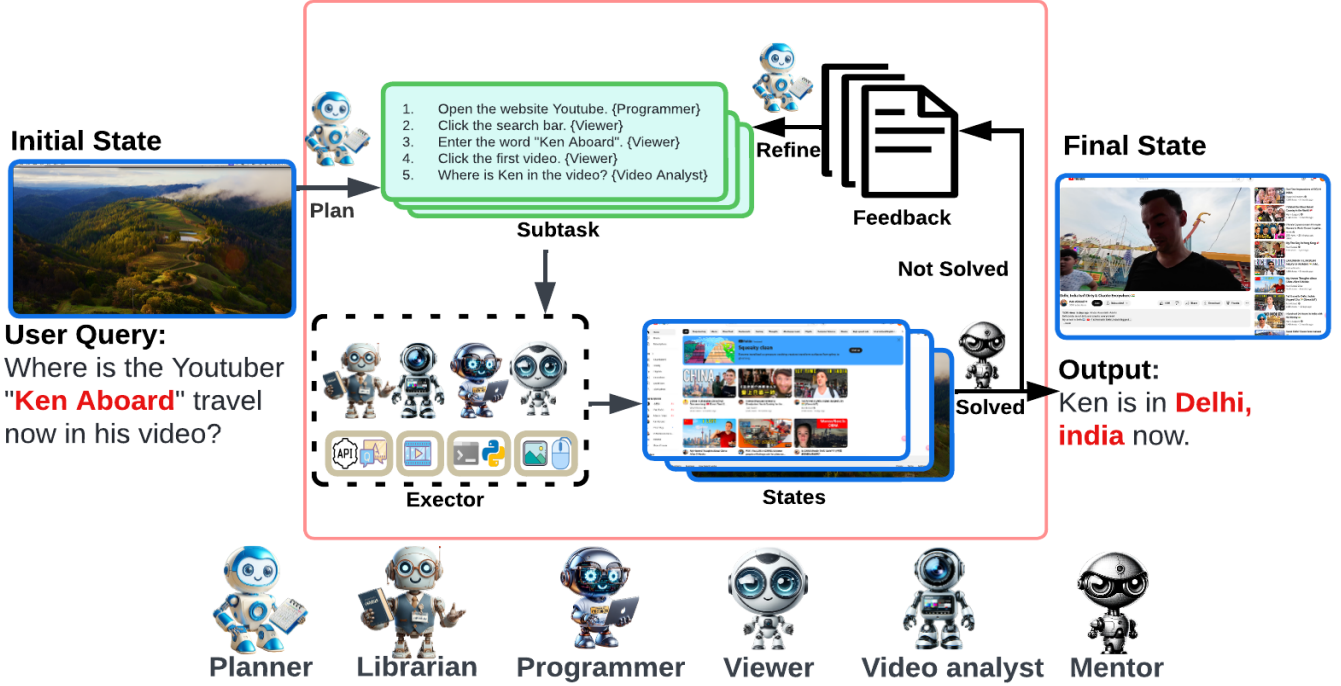 Initial State
User Query:
Where is the Youtuber
"Ken Aboard" travel
now in his video?
Plan
1. Open the website Youtube. {Programmer}
2. Click the search bar. {Viewer}
3. Enter the word "Ken Aboard". {Viewer}
4. Click the first video. {Viewer}
5. Where is Ken in the video? {Video Analyst}
Subtask
Refine
Feedback
Not Solved
API
Exector
CHINA
States
Solved
Final State
Output:
Ken is in Delhi,
india now.
Planner
Librarian
Programmer
Viewer
Video analyst
Mentor